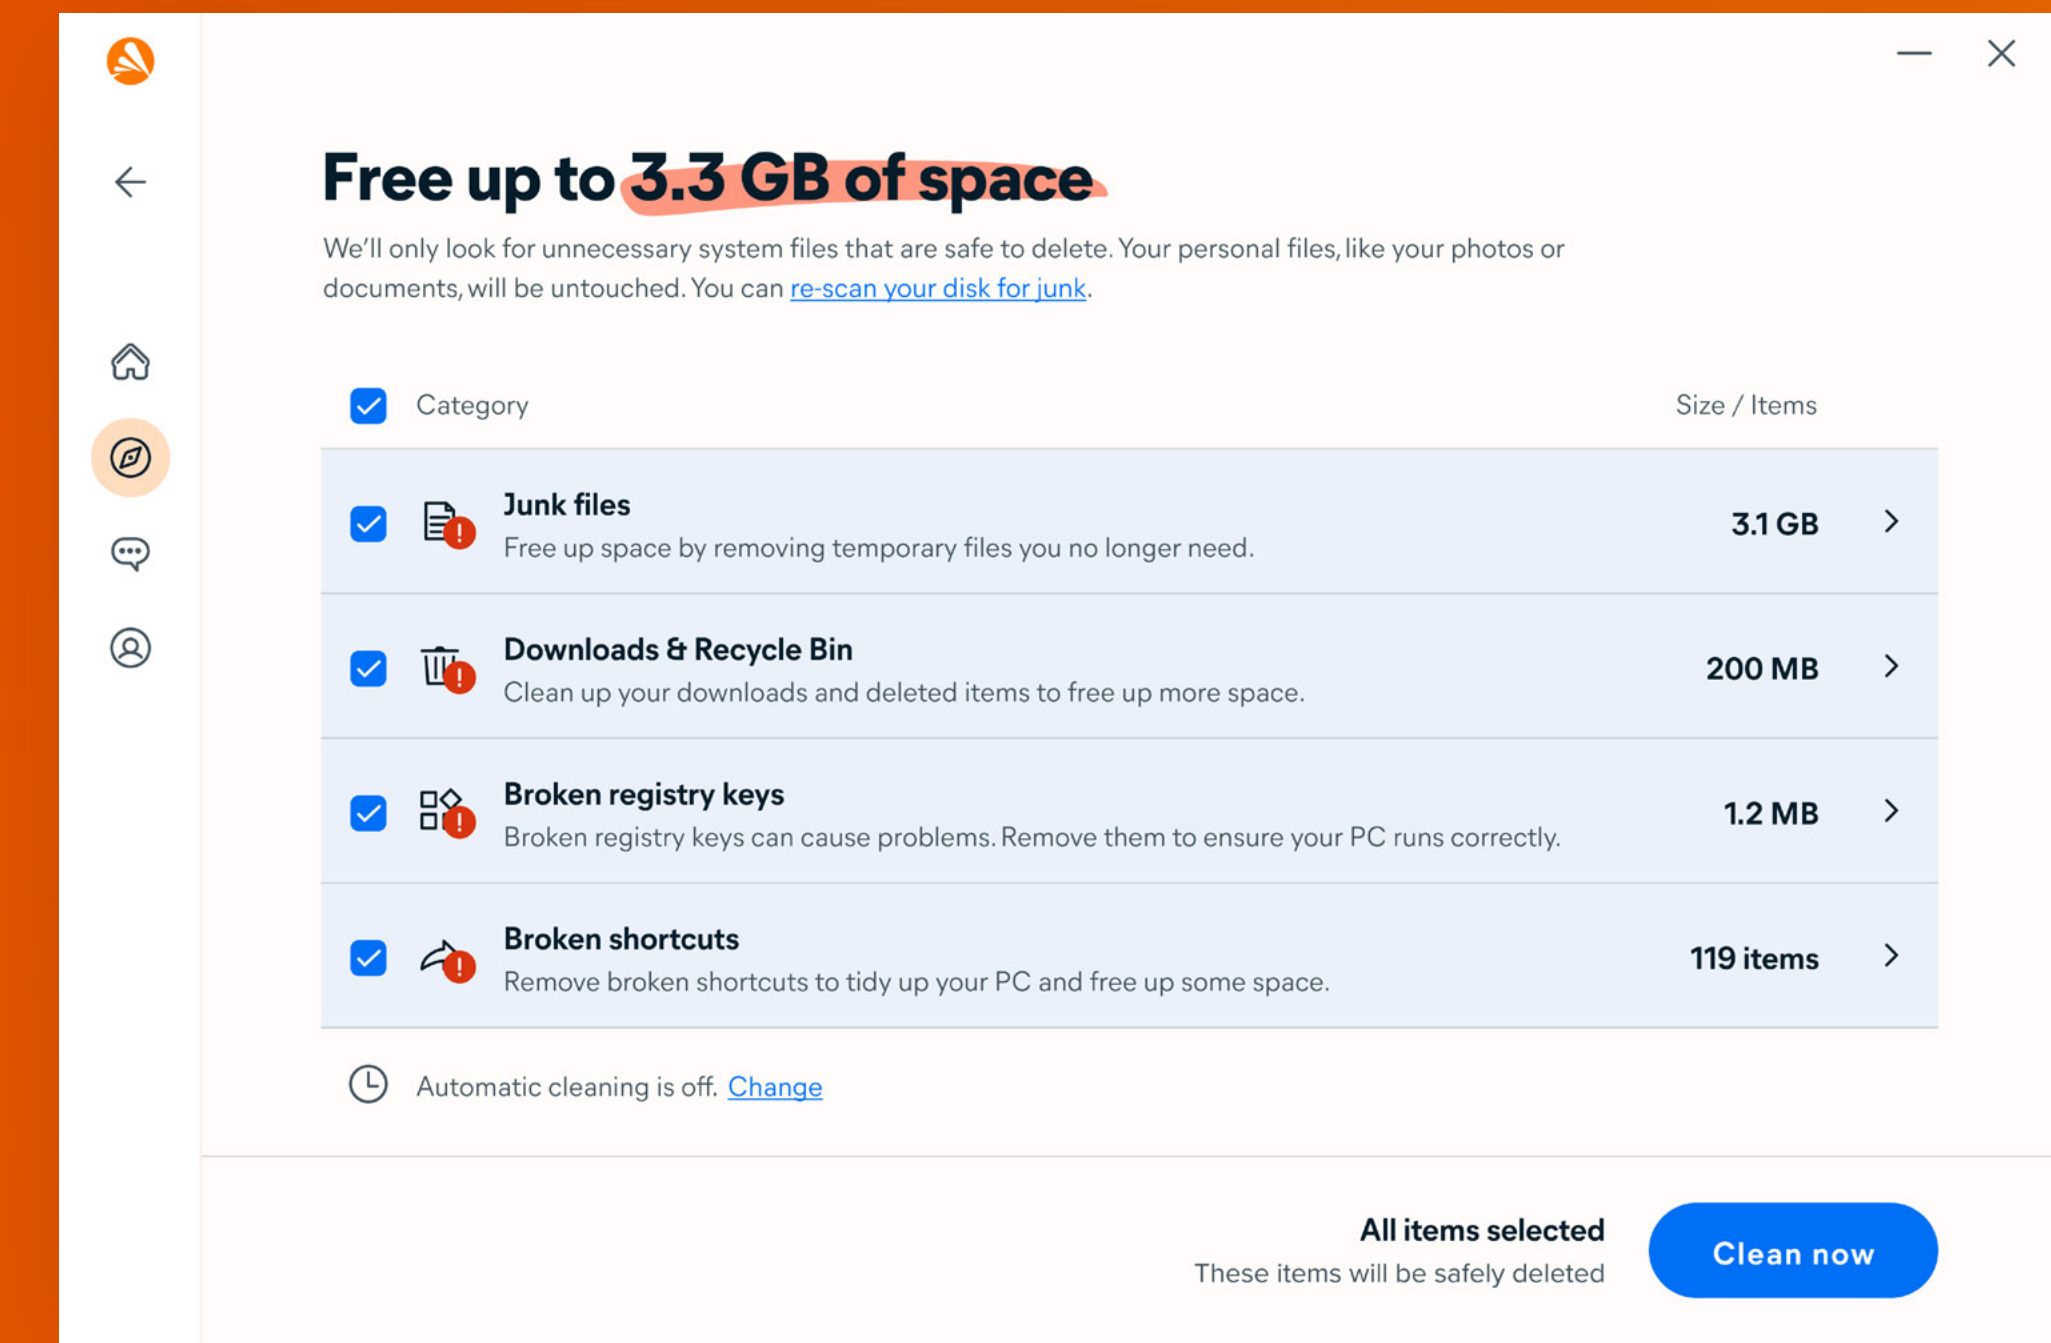 Free up to 3.3 GB of space
We'll only look for unnecessary system files that are safe to delete. Your personal files, like your photos or
documents, will be untouched. You can re-scan your disk for junk.
Category
Size / Items
Junk files
Free up space by removing temporary files you no longer need.
3.1 GB
Downloads & Recycle Bin
Clean up your downloads and deleted items to free up more space.
200 MB
Broken registry keys
Broken registry keys can cause problems. Remove them to ensure your PC runs correctly.
1.2 MB
Broken shortcuts
Remove broken shortcuts to tidy up your PC and free up some space.
119 items
Automatic cleaning is off. Change
All items selected
These items will be safely deleted
Clean now